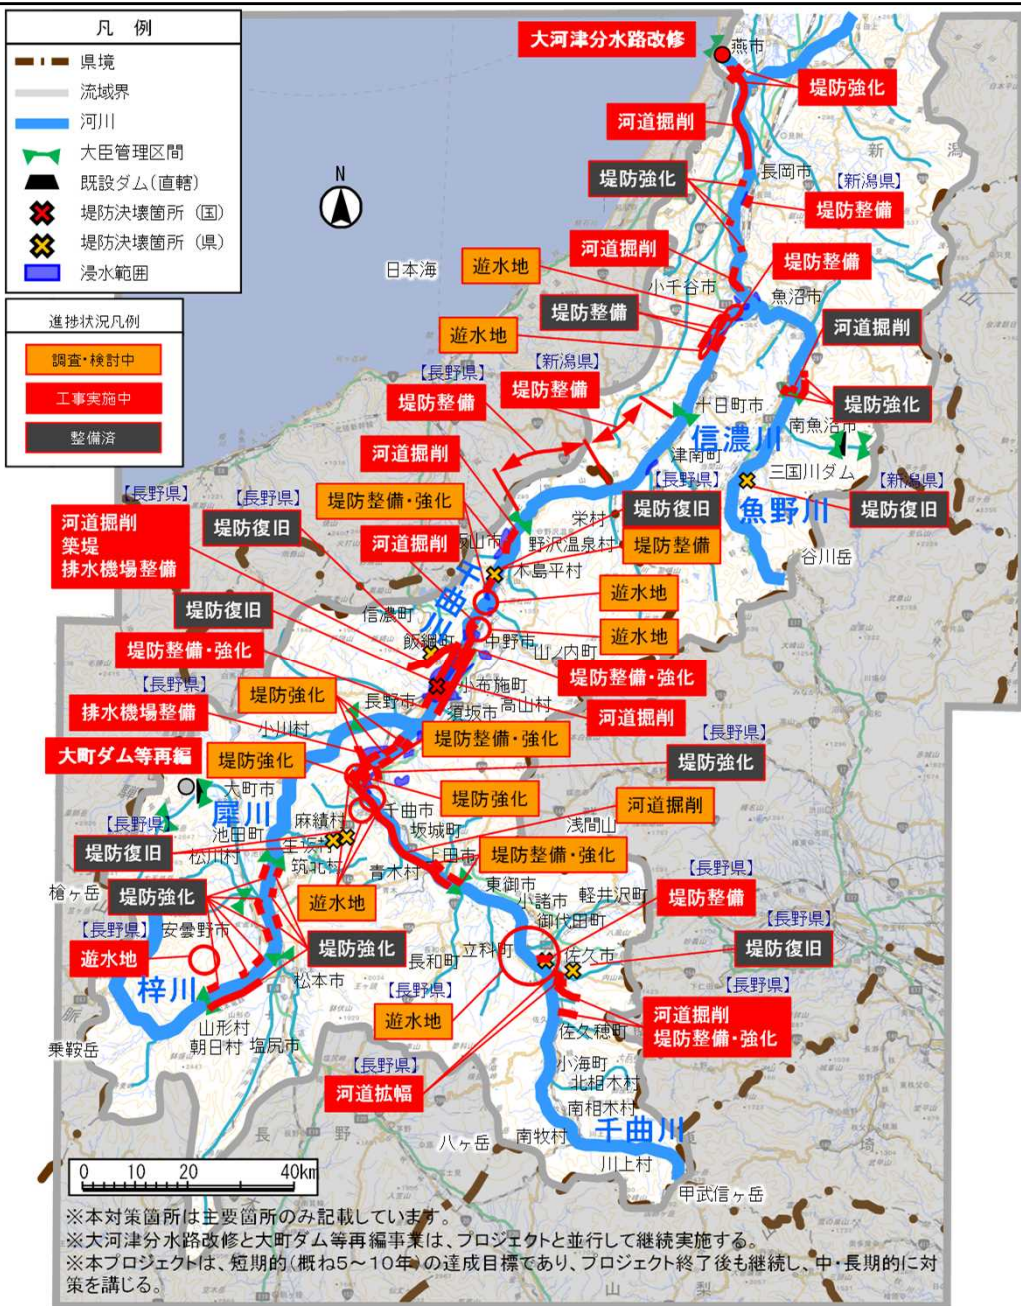 凡 例
県境
流域界
河川
大臣管理区間
既設ダム(直轄)
堤防決壊箇所（国）
堤防決壊箇所（県）
浸水範囲
進捗状況凡例
調査・検討中
工事実施中
整備済
N
日本海
大河津分水路改修
燕市
堤防強化
河道掘削
新
潟
長岡市
堤防強化
【新潟県】
堤防整備
河道掘削
堤防整備
遊水地
小千谷市
魚沼市
堤防整備
河道掘削
遊水地
【新潟県】
堤防整備
【長野県】
堤防整備
十日町市
堤防強化
信濃川
南魚沼市
津南町
三国川ダム
河道掘削
【長野県】
堤防復旧
【新潟県】
堤防復旧
魚野川
堤防整備・強化
栄村
【長野県】
堤防復旧
【長野県】
河道掘削
築堤
排水機場整備
河道掘削
飯山市
野沢温泉村
堤防整備
谷川岳
木島平村
千曲川
遊水地
堤防復旧
信濃町
飯綱町
中野市
遊水地
山ノ内町
堤防整備・強化
堤防整備・強化
小布施町
高山村
長野市
須坂市
河道掘削
【長野県】
排水機場整備
堤防強化
小川村
堤防整備・強化
【長野県】
堤防強化
大町ダム等再編
堤防強化
大町市
堤防強化
千曲市
河道掘削
犀川
麻績村
坂城町
浅間山
池田町
生坂村
【長野県】
堤防復旧
松川村
筑北村
青木村
上田市
堤防整備・強化
東御市
槍ヶ岳
堤防強化
遊水地
小諸市
軽井沢町
【長野県】
堤防整備
御代田町
安曇野市
【長野県】
遊水地
堤防強化
立科町
佐久市
【長野県】
堤防復旧
長和町
梓川
松本市
【長野県】
遊水地
【長野県】
河道掘削
堤防整備・強化
山形村
朝日村
塩尻市
佐久穂町
乗鞍岳
【長野県】
河道拡幅
小海町
北相木村
南相木村
長
野
八ヶ岳
南牧村
千曲川
川上村
埼
甲武信ヶ岳
0 20 40km
※本対策箇所は主要箇所のみ記載しています。
※大河津分水路改修と大町ダム等再編事業は、プロジェクトと並行して継続実施する。
※本プロジェクトは、短期的(概ね5～10年)の達成目標であり、プロジェクト終了後も継続し、中・長期的に対
策を講じる。
山
梨